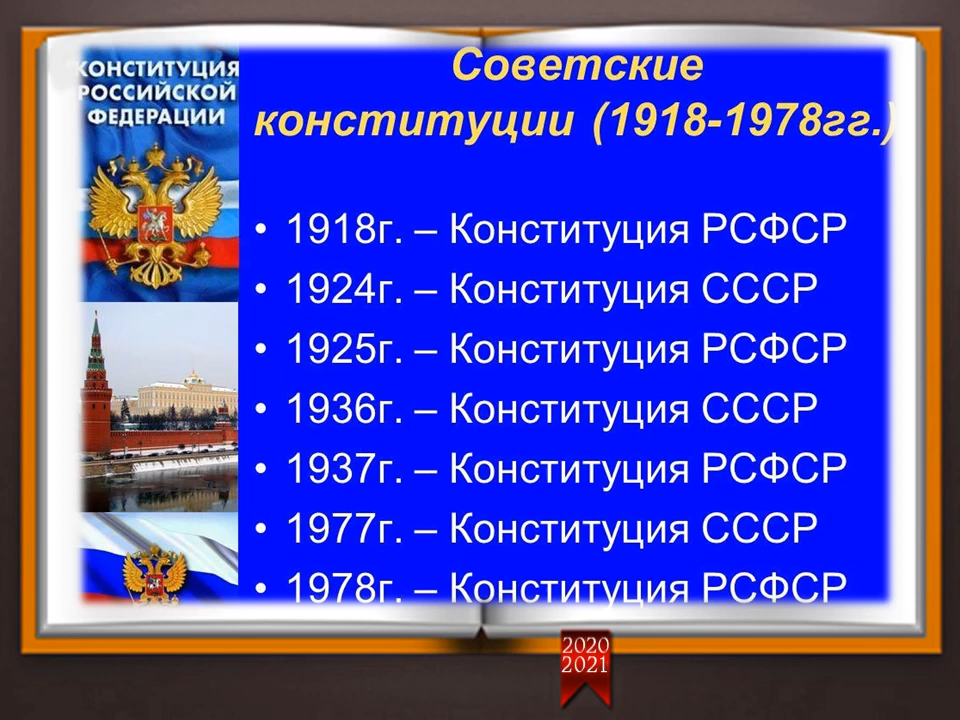 КОНСТИТУЦИЯ
РОССИЙСКОЙ
ФЕДЕРАЦИИ
Советские
конституции (1918-1978гг.)
• 1918г. – Конституция РСФСР
• 1924г. – Конституция СССР
• 1925г. – Конституция РСФСР
• 1936г. – Конституция СССР
• 1937г. – Конституция РСФСР
• 1977г. – Конституция СССР
• 1978г. – Конституция РСФСР
2020
2021